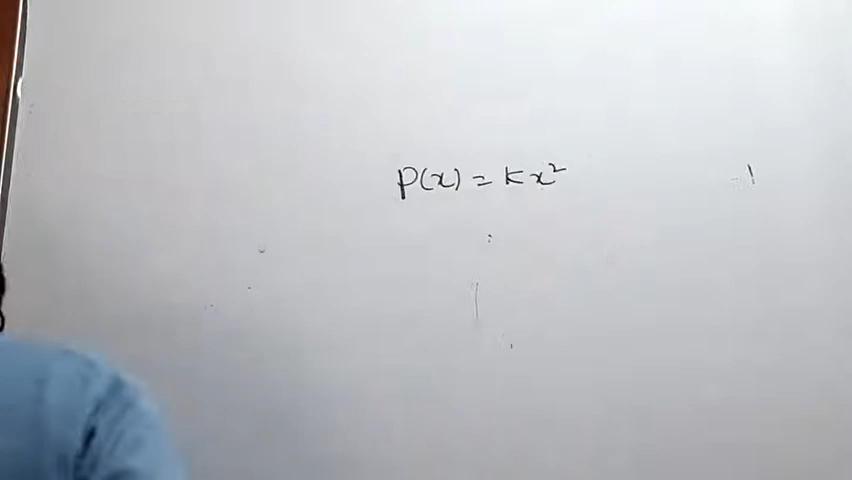 P(x) = Kx²